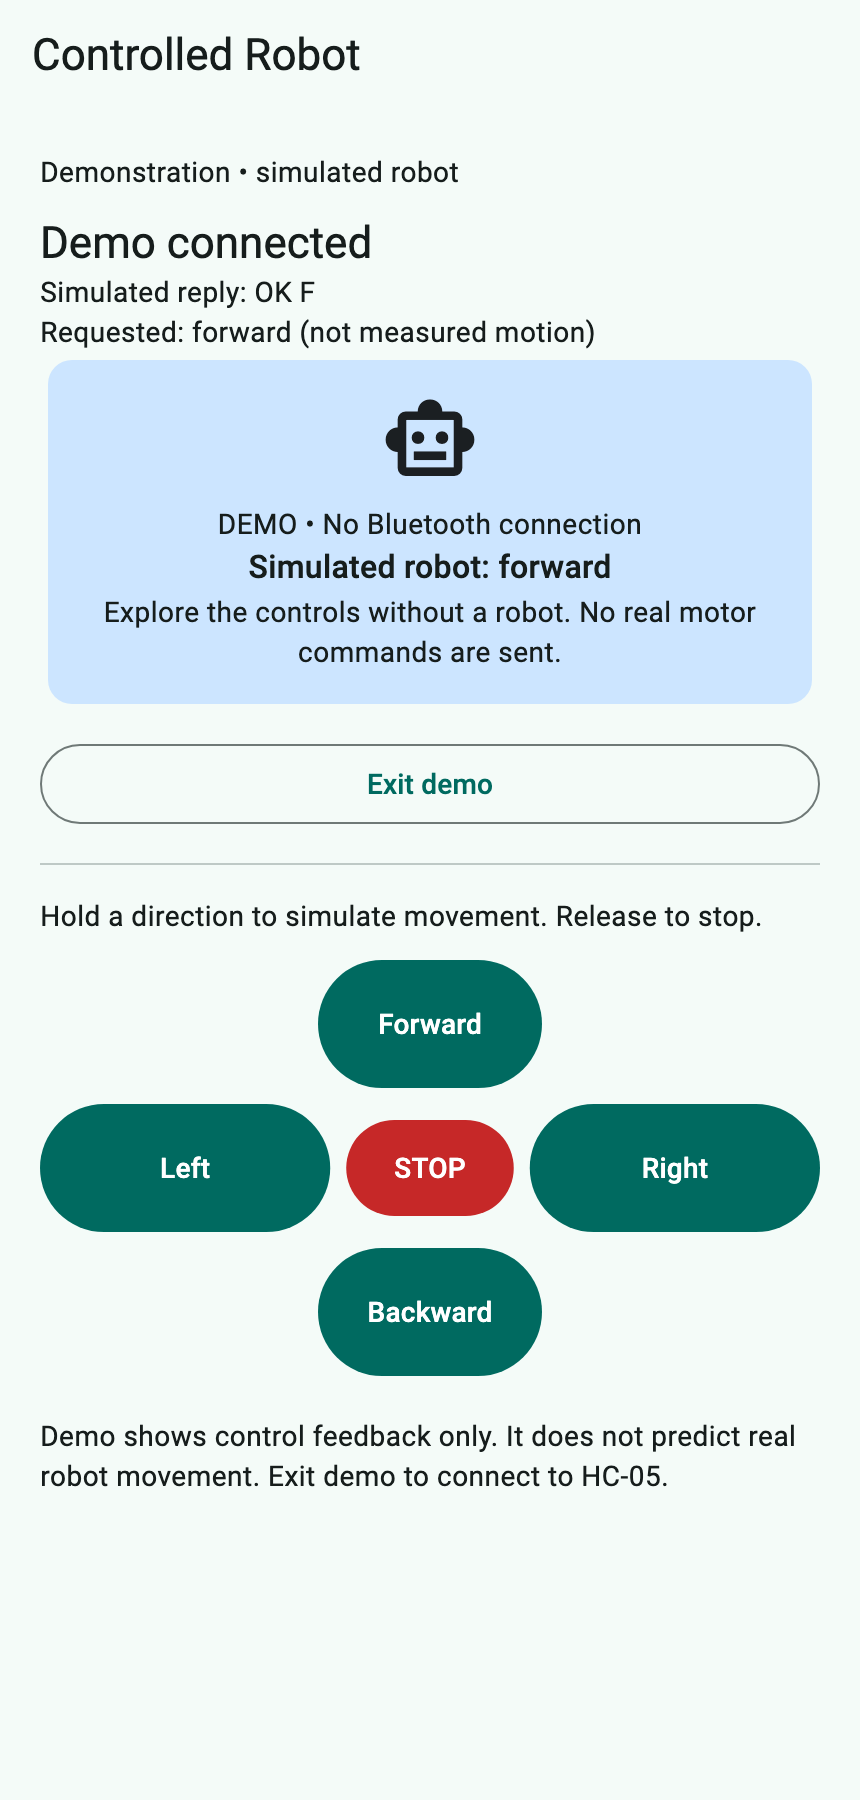 Controlled Robot
Demonstration • simulated robot
Demo connected
Simulated reply: OK F
Requested: forward (not measured motion)
DEMO • No Bluetooth connection
Simulated robot: forward
Explore the controls without a robot. No real motor
commands are sent.
Exit demo
Hold a direction to simulate movement. Release to stop.
Forward
Left
STOP
Right
Backward
Demo shows control feedback only. It does not predict real
robot movement. Exit demo to connect to HC-05.